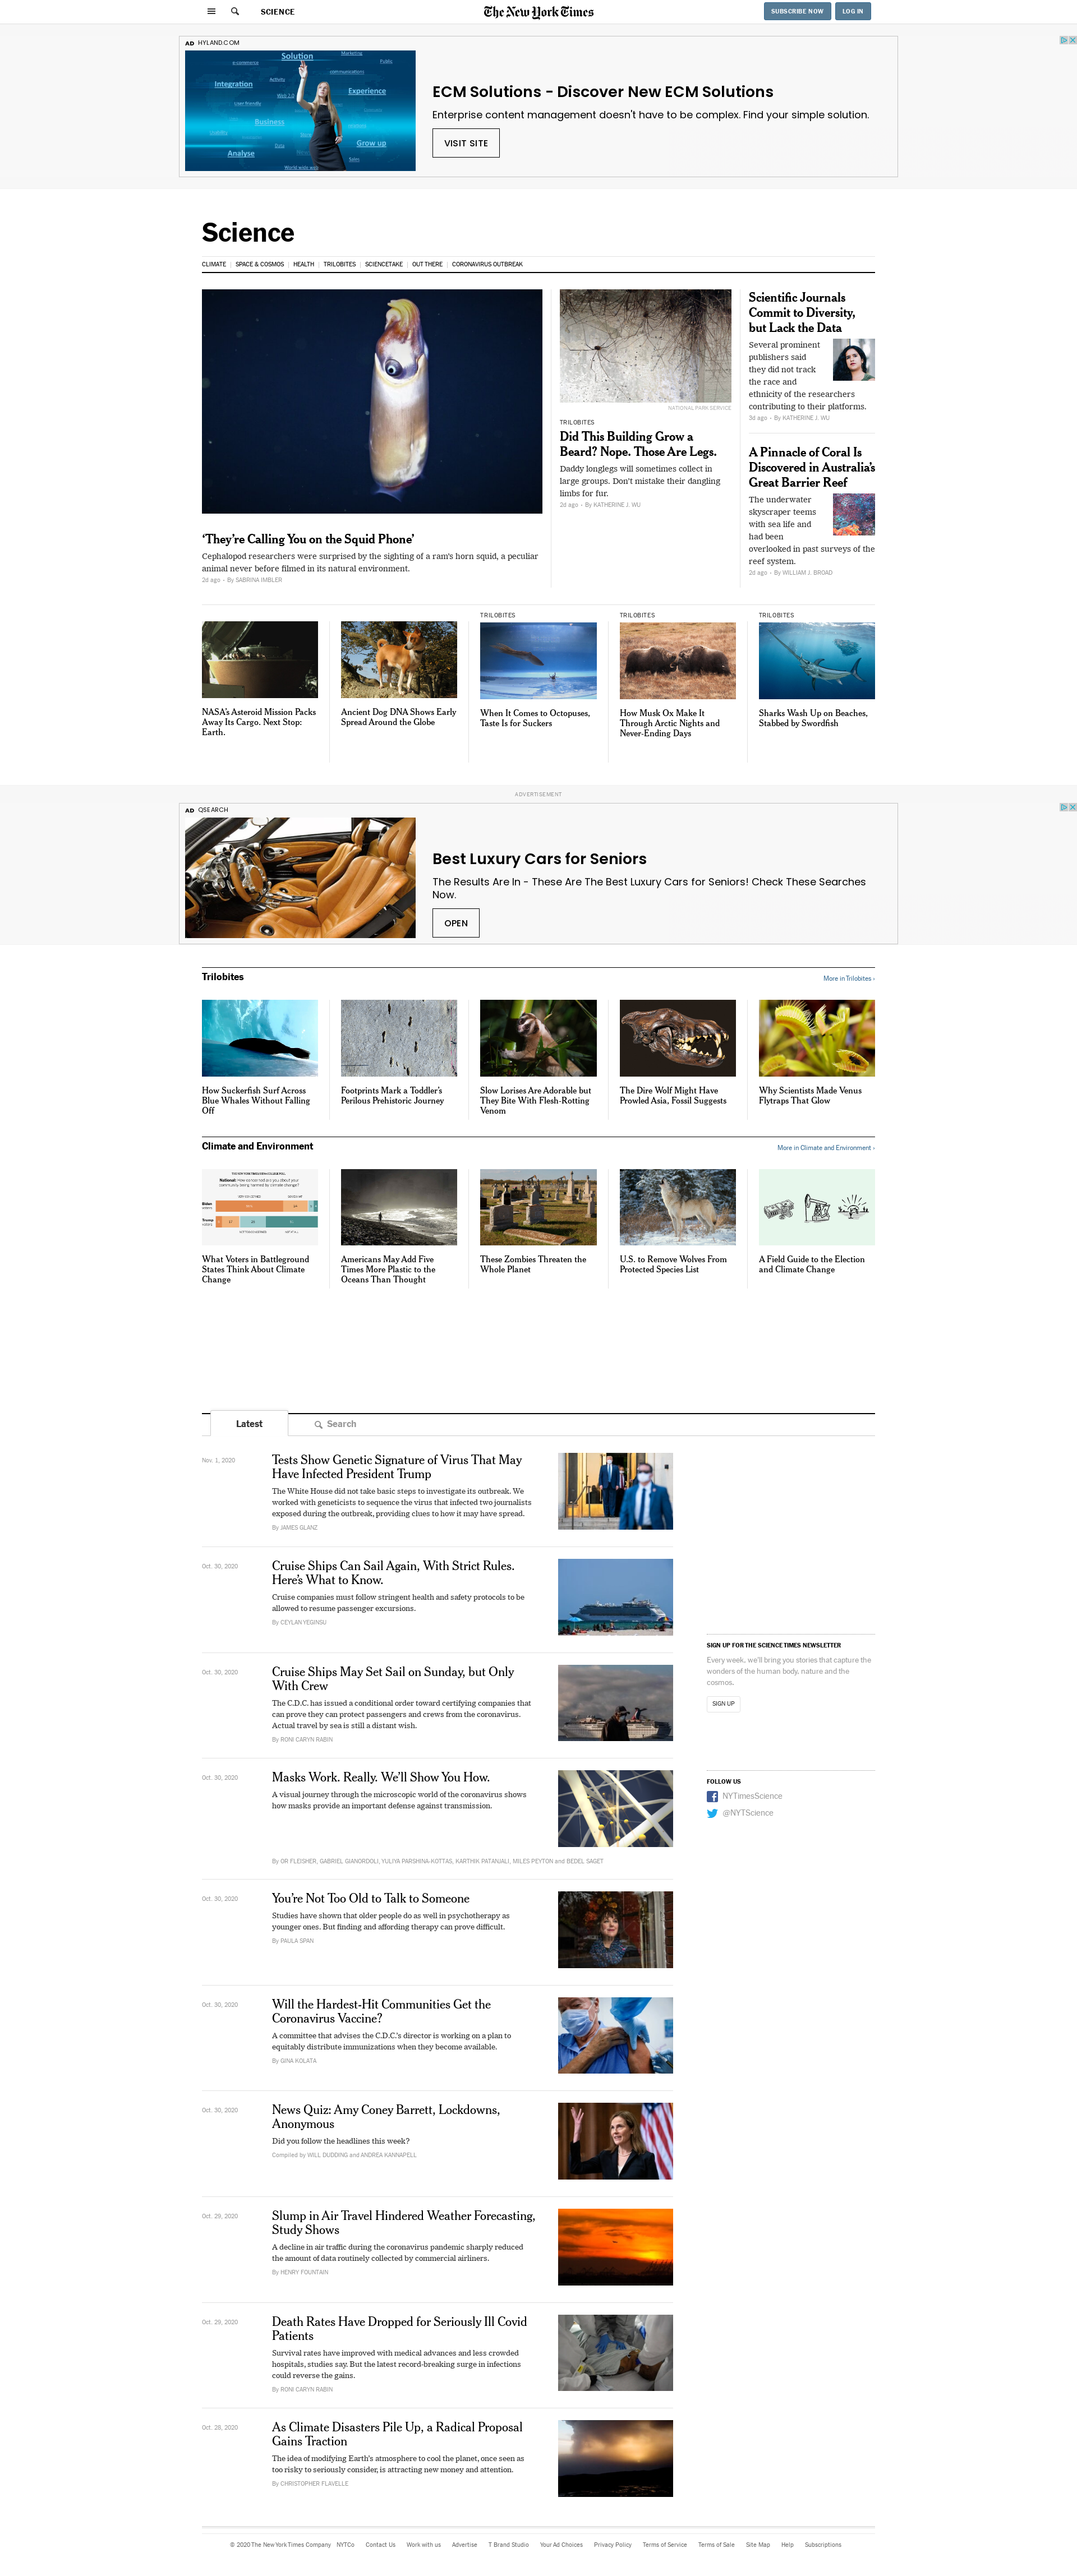 SCIENCE
The New York Times
SUBSCRIBE NOW
LOG IN
AD HYLAND.COM
Solution
Marketing
e-commerce
Public
communications
Activity
Integration
Web 2.0
Experience
User friendly
Business
Data
Grow up
Analyse
Sales
World wide web
ECM Solutions - Discover New ECM Solutions
Enterprise content management doesn't have to be complex. Find your simple solution.
VISIT SITE
Science
CLIMATE
SPACE & COSMOS
HEALTH
TRILOBITES
SCIENCETAKE
OUT THERE
CORONAVIRUS OUTBREAK
‘They’re Calling You on the Squid Phone’
Cephalopod researchers were surprised by the sighting of a ram’s horn squid, a peculiar
animal never before filmed in its natural environment.
2d ago · By SABRINA IMBLER
NATIONAL PARK SERVICE
TRILOBITES
Did This Building Grow a
Beard? Nope. Those Are Legs.
Daddy longlegs will sometimes collect in
large groups. Don’t mistake their dangling
limbs for fur.
2d ago · By KATHERINE J. WU
Scientific Journals
Commit to Diversity,
but Lack the Data
Several prominent
publishers said
they did not track
the race and
ethnicity of the researchers
contributing to their platforms.
3d ago · By KATHERINE J. WU
A Pinnacle of Coral Is
Discovered in Australia’s
Great Barrier Reef
The underwater
skyscraper teems
with sea life and
had been
overlooked in past surveys of the
reef system.
2d ago · By WILLIAM J. BROAD
NASA’s Asteroid Mission Packs
Away Its Cargo. Next Stop:
Earth.
Ancient Dog DNA Shows Early
Spread Around the Globe
TRILOBITES
When It Comes to Octopuses,
Taste Is for Suckers
TRILOBITES
How Musk Ox Make It
Through Arctic Nights and
Never-Ending Days
TRILOBITES
Sharks Wash Up on Beaches,
Stabbed by Swordfish
ADVERTISEMENT
AD QSEARCH
Best Luxury Cars for Seniors
The Results Are In - These Are The Best Luxury Cars for Seniors! Check These Searches
Now.
OPEN
Trilobites
More in Trilobites ›
How Suckerfish Surf Across
Blue Whales Without Falling
Off
Footprints Mark a Toddler’s
Perilous Prehistoric Journey
Slow Lorises Are Adorable but
They Bite With Flesh-Rotting
Venom
The Dire Wolf Might Have
Prowled Asia, Fossil Suggests
Why Scientists Made Venus
Flytraps That Glow
Climate and Environment
More in Climate and Environment ›
Biden
Trump
What Voters in Battleground
States Think About Climate
Change
Americans May Add Five
Times More Plastic to the
Oceans Than Thought
These Zombies Threaten the
Whole Planet
U.S. to Remove Wolves From
Protected Species List
A Field Guide to the Election
and Climate Change
Latest
Search
Nov. 1, 2020
Tests Show Genetic Signature of Virus That May
Have Infected President Trump
The White House did not take basic steps to investigate its outbreak. We
worked with geneticists to sequence the virus that infected two journalists
exposed during the outbreak, providing clues to how it may have spread.
By JAMES GLANZ
Oct. 30, 2020
Cruise Ships Can Sail Again, With Strict Rules.
Here’s What to Know.
Cruise companies must follow stringent health and safety protocols to be
allowed to resume passenger excursions.
By CEYLAN YEGINSU
Oct. 30, 2020
Cruise Ships May Set Sail on Sunday, but Only
With Crew
The C.D.C. has issued a conditional order toward certifying companies that
can prove they can protect passengers and crews from the coronavirus.
Actual travel by sea is still a distant wish.
By RONI CARYN RABIN
Oct. 30, 2020
Masks Work. Really. We’ll Show You How.
A visual journey through the microscopic world of the coronavirus shows
how masks provide an important defense against transmission.
By OR FLEISHER, GABRIEL GIANORDOLI, YULIYA PARSHINA-KOTTAS, KARTHIK PATANJALI, MILES PEYTON and BEDEL SAGET
Oct. 30, 2020
You’re Not Too Old to Talk to Someone
Studies have shown that older people do as well in psychotherapy as
younger ones. But finding and affording therapy can prove difficult.
By PAULA SPAN
Oct. 30, 2020
Will the Hardest-Hit Communities Get the
Coronavirus Vaccine?
A committee that advises the C.D.C.’s director is working on a plan to
equitably distribute immunizations when they become available.
By GINA KOLATA
Oct. 30, 2020
News Quiz: Amy Coney Barrett, Lockdowns,
Anonymous
Did you follow the headlines this week?
Compiled by WILL DUDDING and ANDREA KANNAPELL
Oct. 29, 2020
Slump in Air Travel Hindered Weather Forecasting,
Study Shows
A decline in air traffic during the coronavirus pandemic sharply reduced
the amount of data routinely collected by commercial airliners.
By HENRY FOUNTAIN
Oct. 29, 2020
Death Rates Have Dropped for Seriously Ill Covid
Patients
Survival rates have improved with medical advances and less crowded
hospitals, studies say. But the latest record-breaking surge in infections
could reverse the gains.
By RONI CARYN RABIN
Oct. 28, 2020
As Climate Disasters Pile Up, a Radical Proposal
Gains Traction
The idea of modifying Earth’s atmosphere to cool the planet, once seen as
too risky to seriously consider, is attracting new money and attention.
By CHRISTOPHER FLAVELLE
SIGN UP FOR THE SCIENCE TIMES NEWSLETTER
Every week, we’ll bring you stories that capture the
wonders of the human body, nature and the
cosmos.
SIGN UP
FOLLOW US
NYTimesScience
@NYTScience
© 2020 The New York Times Company
NYTCo
Contact Us
Work with us
Advertise
T Brand Studio
Your Ad Choices
Privacy Policy
Terms of Service
Terms of Sale
Site Map
Help
Subscriptions